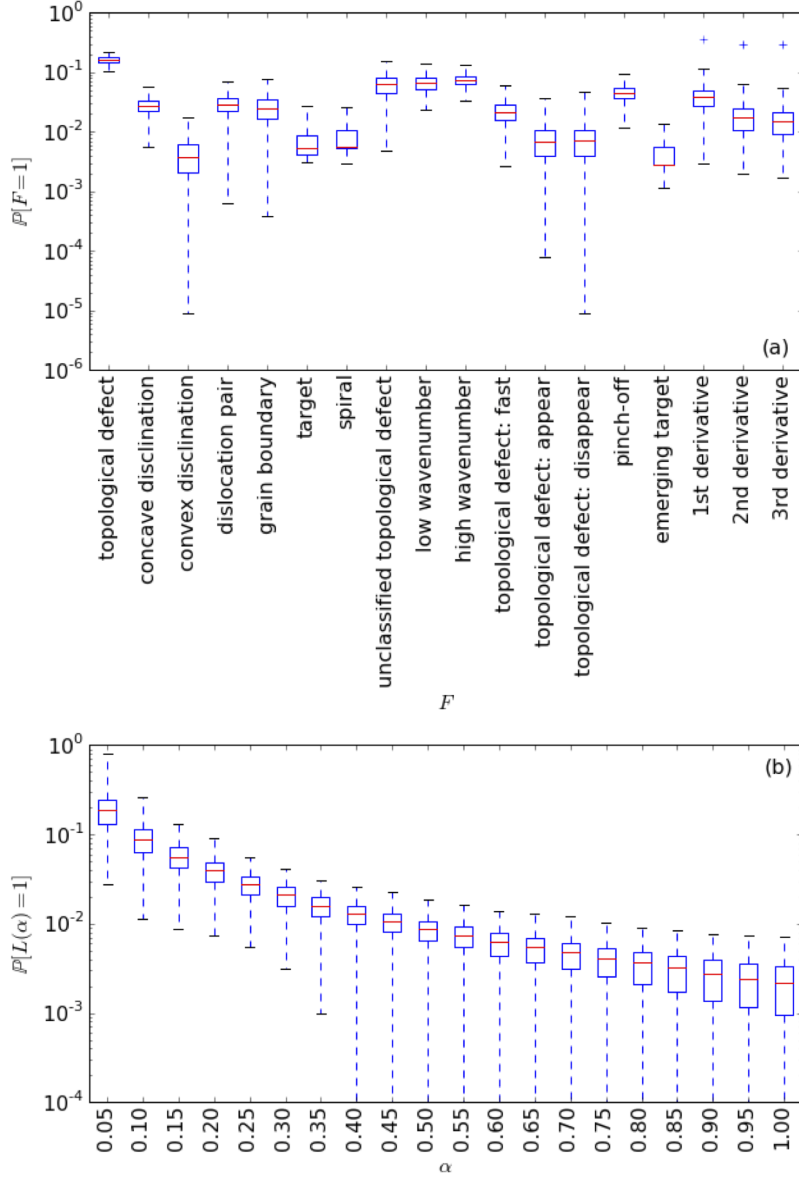 10^0
10^-1
10^-2
10^-3
10^-4
10^-5
10^-6
ℙ[F=1]
(a)
topological defect
concave disclination
convex disclination
dislocation pair
grain boundary
target
spiral
unclassified topological defect
low wavenumber
high wavenumber
topological defect: fast
topological defect: appear
topological defect: disappear
pinch-off
emerging target
1st derivative
2nd derivative
3rd derivative
F
10^0
10^-1
10^-2
10^-3
10^-4
ℙ[L(α)=1]
(b)
0.05
0.10
0.15
0.20
0.25
0.30
0.35
0.40
0.45
0.50
0.55
0.60
0.65
0.70
0.75
0.80
0.85
0.90
0.95
1.00
α